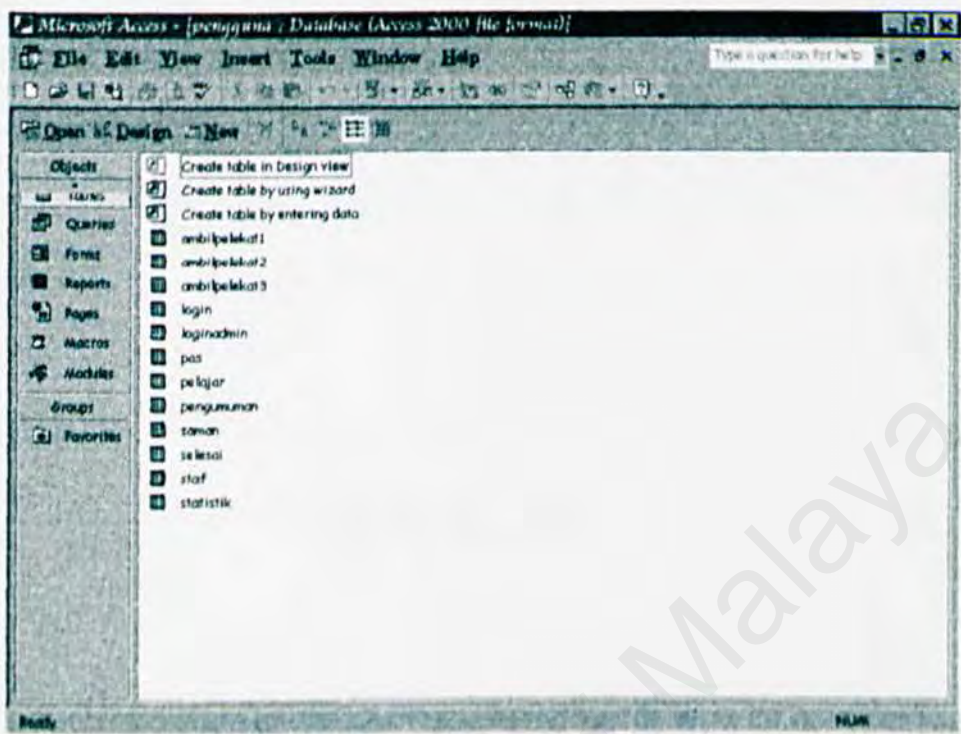 Microsoft Access - [pengguna : Database (Access 2000 file format)]
File Edit View Insert Tools Window Help
Type a question for help
Open Design New
Objects
Tables
Queries
Forms
Reports
Pages
Macros
Modules
Groups
Favorites
Create table in Design view
Create table by using wizard
Create table by entering data
ambilpelekat1
ambilpelekat2
ambilpelekat3
login
loginadmin
pas
pelajar
pengumuman
saman
selesai
staf
statistik
Ready
NUM
Malaya